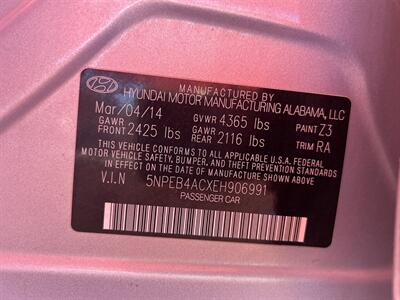 MANUFACTURED BY
HYUNDAI MOTOR MANUFACTURING ALABAMA, LLC
Mar/04/14 GVWR 4365 lbs PAINT Z3
GAWR FRONT 2425 lbs GAWR REAR 2116 lbs TRIM RA
THIS VEHICLE CONFORMS TO ALL APPLICABLE U.S.A. FEDERAL
MOTOR VEHICLE SAFETY, BUMPER, AND THEFT PREVENTION STANDARDS
IN EFFECT ON THE DATE OF MANUFACTURE SHOWN ABOVE.
V.I.N 5NPEB4ACXEH906991
PASSENGER CAR